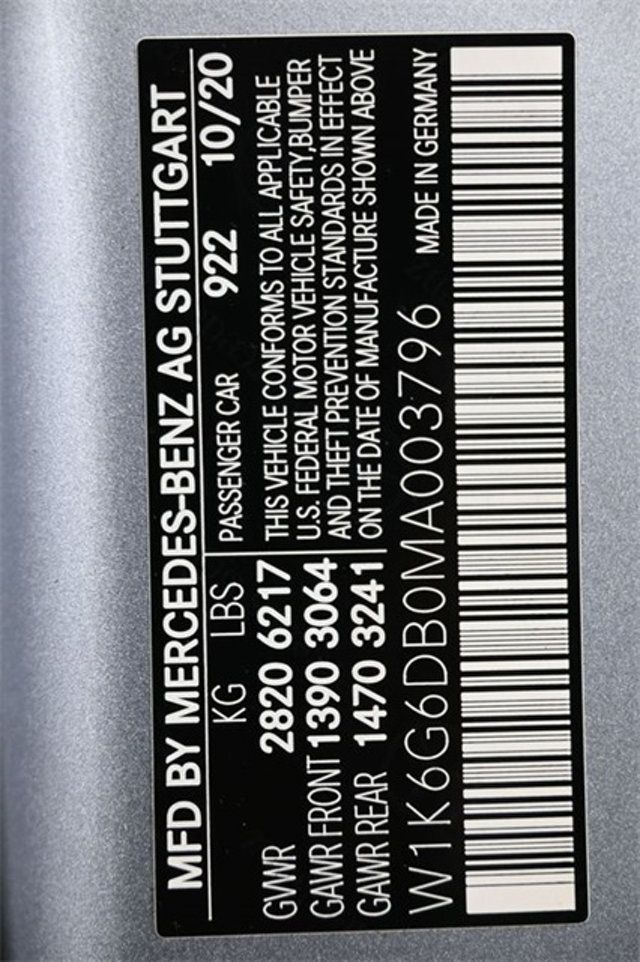 MFD BY MERCEDES-BENZ AG STUTTGART
KG LBS
GVWR 2820 6217
GAWR FRONT 1390 3064
GAWR REAR 1470 3241
PASSENGER CAR 922 10/20
THIS VEHICLE CONFORMS TO ALL APPLICABLE
U.S. FEDERAL MOTOR VEHICLE SAFETY,BUMPER
AND THEFT PREVENTION STANDARDS IN EFFECT
ON THE DATE OF MANUFACTURE SHOWN ABOVE
W1K6G6DB0MA003796 MADE IN GERMANY